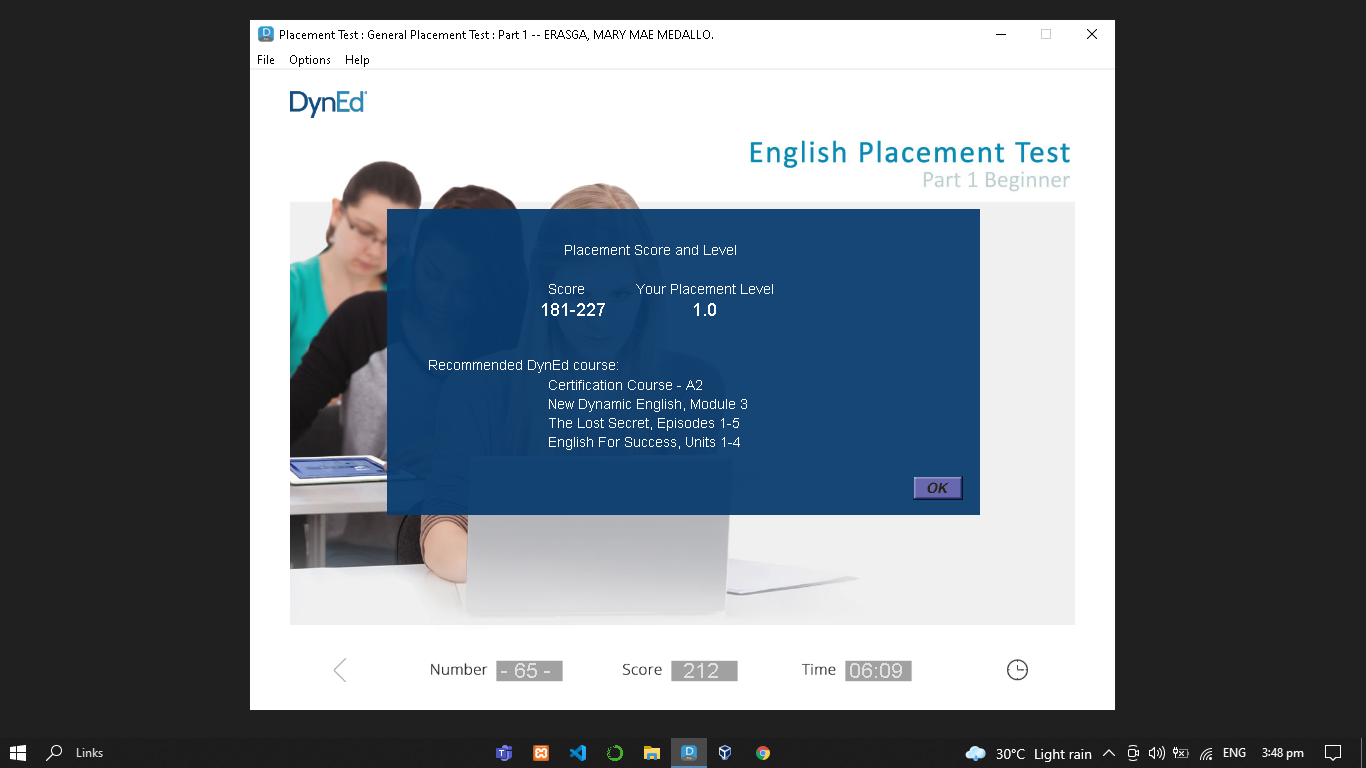 Placement Test : General Placement Test : Part 1 -- ERASGA, MARY MAE MEDALLO.
File Options Help
DynEd
English Placement Test
Part 1 Beginner
Placement Score and Level
Score Your Placement Level
181-227 1.0
Recommended DynEd course:
Certification Course - A2
New Dynamic English, Module 3
The Lost Secret, Episodes 1-5
English For Success, Units 1-4
OK
Number - 65 - Score 212 Time 06:09
Links 30°C Light rain ENG 3:48 pm